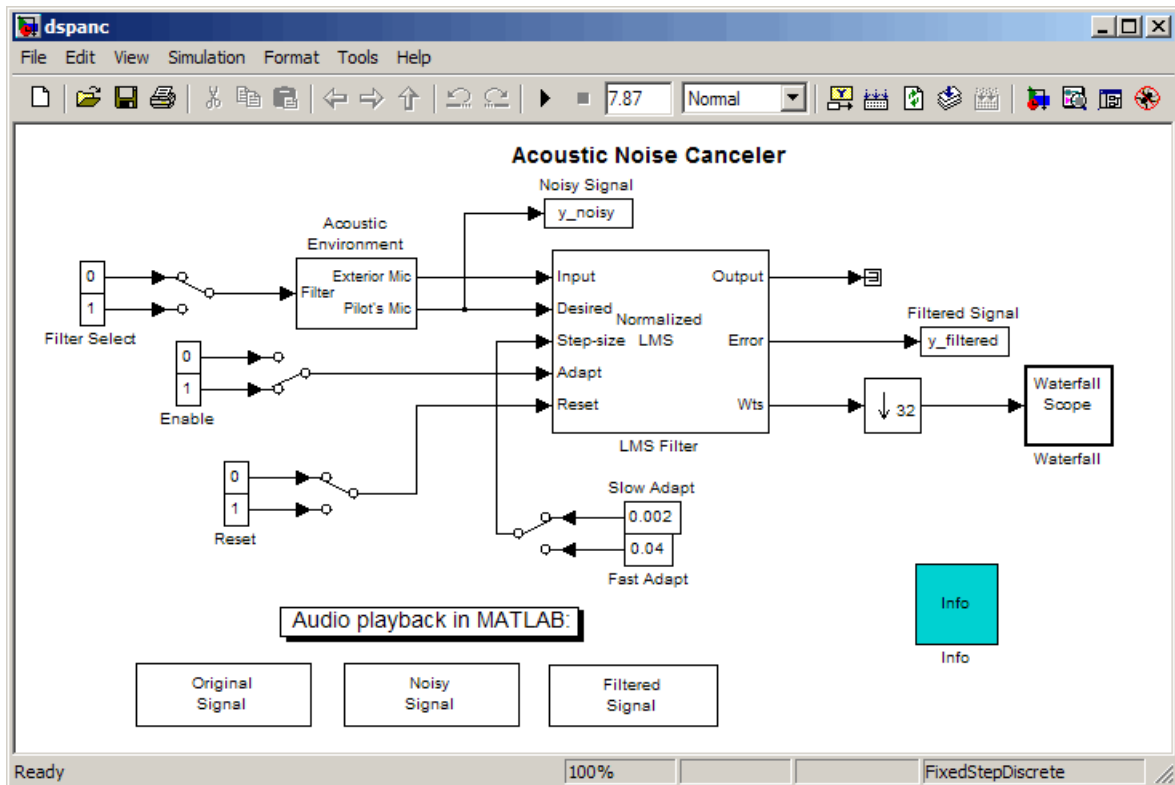 dspanc
File Edit View Simulation Format Tools Help
7.87 Normal
Acoustic Noise Canceler
Noisy Signal
y_noisy
Acoustic
Environment
Filter
Exterior Mic
Pilot's Mic
0
1
Filter Select
0
1
Enable
0
1
Reset
Input
Desired
Step-size
Adapt
Reset
Normalized
LMS
Output
Error
Wts
LMS Filter
Filtered Signal
y_filtered
32
Waterfall
Scope
Waterfall
Slow Adapt
0.002
0.04
Fast Adapt
Info
Info
Audio playback in MATLAB:
Original
Signal
Noisy
Signal
Filtered
Signal
Ready 100% FixedStepDiscrete